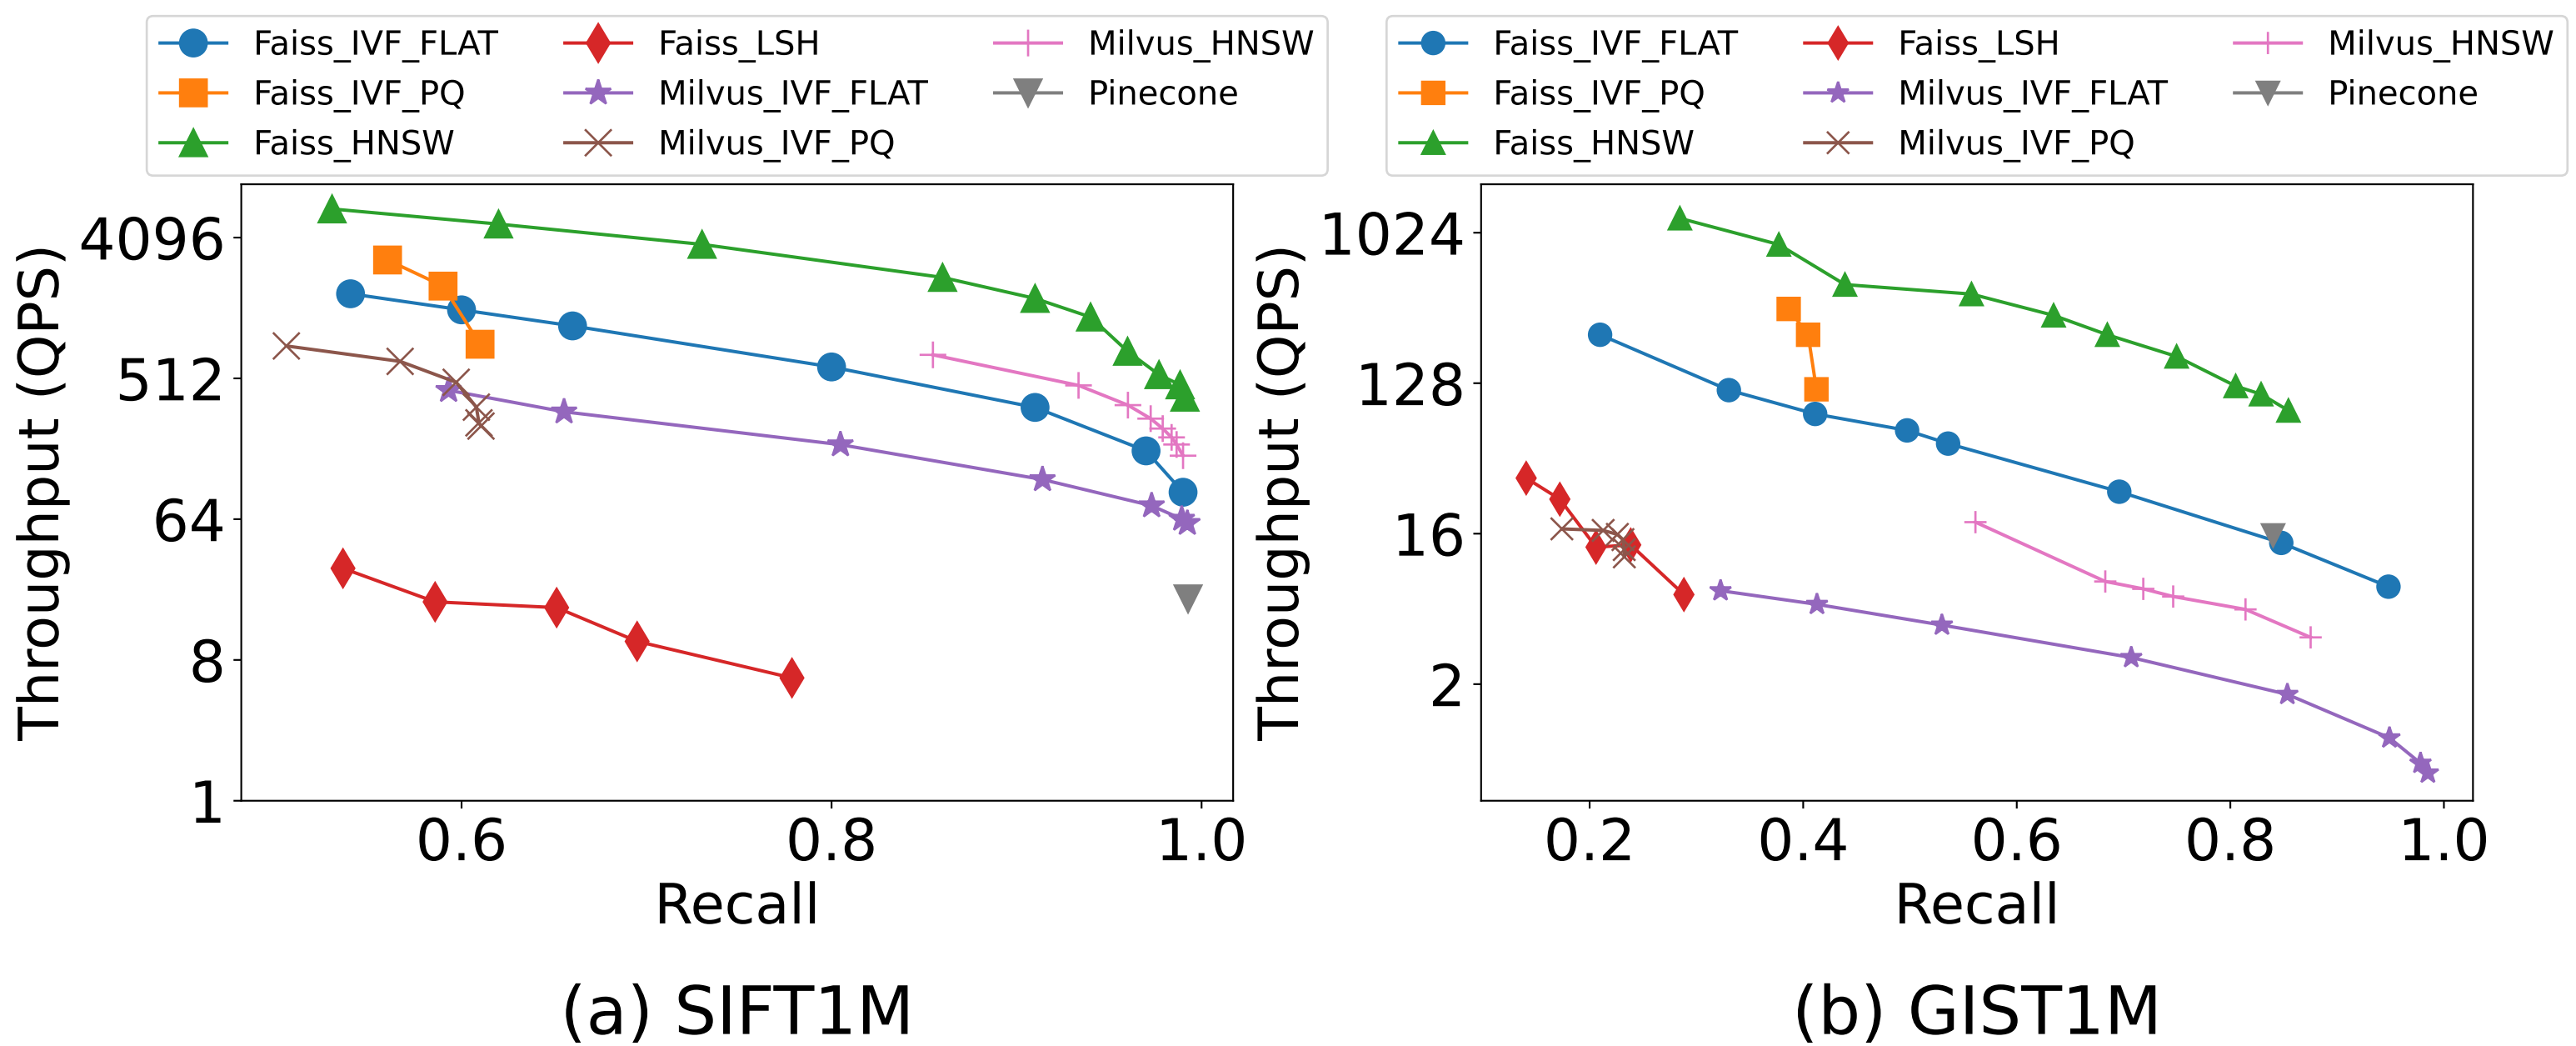 Faiss_IVF_FLAT
Faiss_IVF_PQ
Faiss_HNSW
Faiss_LSH
Milvus_IVF_FLAT
Milvus_IVF_PQ
Milvus_HNSW
Pinecone
Throughput (QPS)
4096
512
64
8
1
0.6
0.8
1.0
Recall
(a) SIFT1M
Faiss_IVF_FLAT
Faiss_IVF_PQ
Faiss_HNSW
Faiss_LSH
Milvus_IVF_FLAT
Milvus_IVF_PQ
Milvus_HNSW
Pinecone
Throughput (QPS)
1024
128
16
2
0.2
0.4
0.6
0.8
1.0
Recall
(b) GIST1M